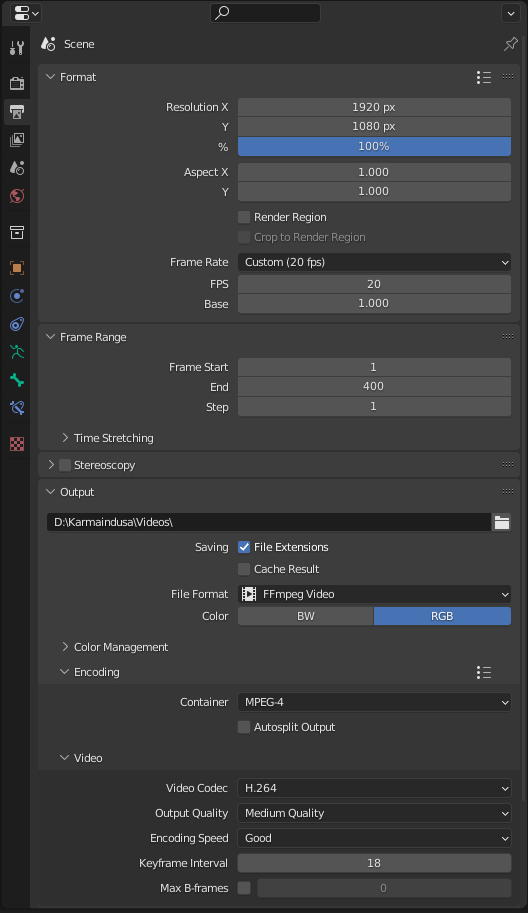 Scene
Format
Resolution X 1920 px
Y 1080 px
% 100%
Aspect X 1.000
Y 1.000
Render Region
Crop to Render Region
Frame Rate Custom (20 fps)
FPS 20
Base 1.000
Frame Range
Frame Start 1
End 400
Step 1
Time Stretching
Stereoscopy
Output
D:\Karmaindusa\Videos\
Saving File Extensions
Cache Result
File Format FFmpeg Video
Color BW RGB
Color Management
Encoding
Container MPEG-4
Autosplit Output
Video
Video Codec H.264
Output Quality Medium Quality
Encoding Speed Good
Keyframe Interval 18
Max B-frames 0